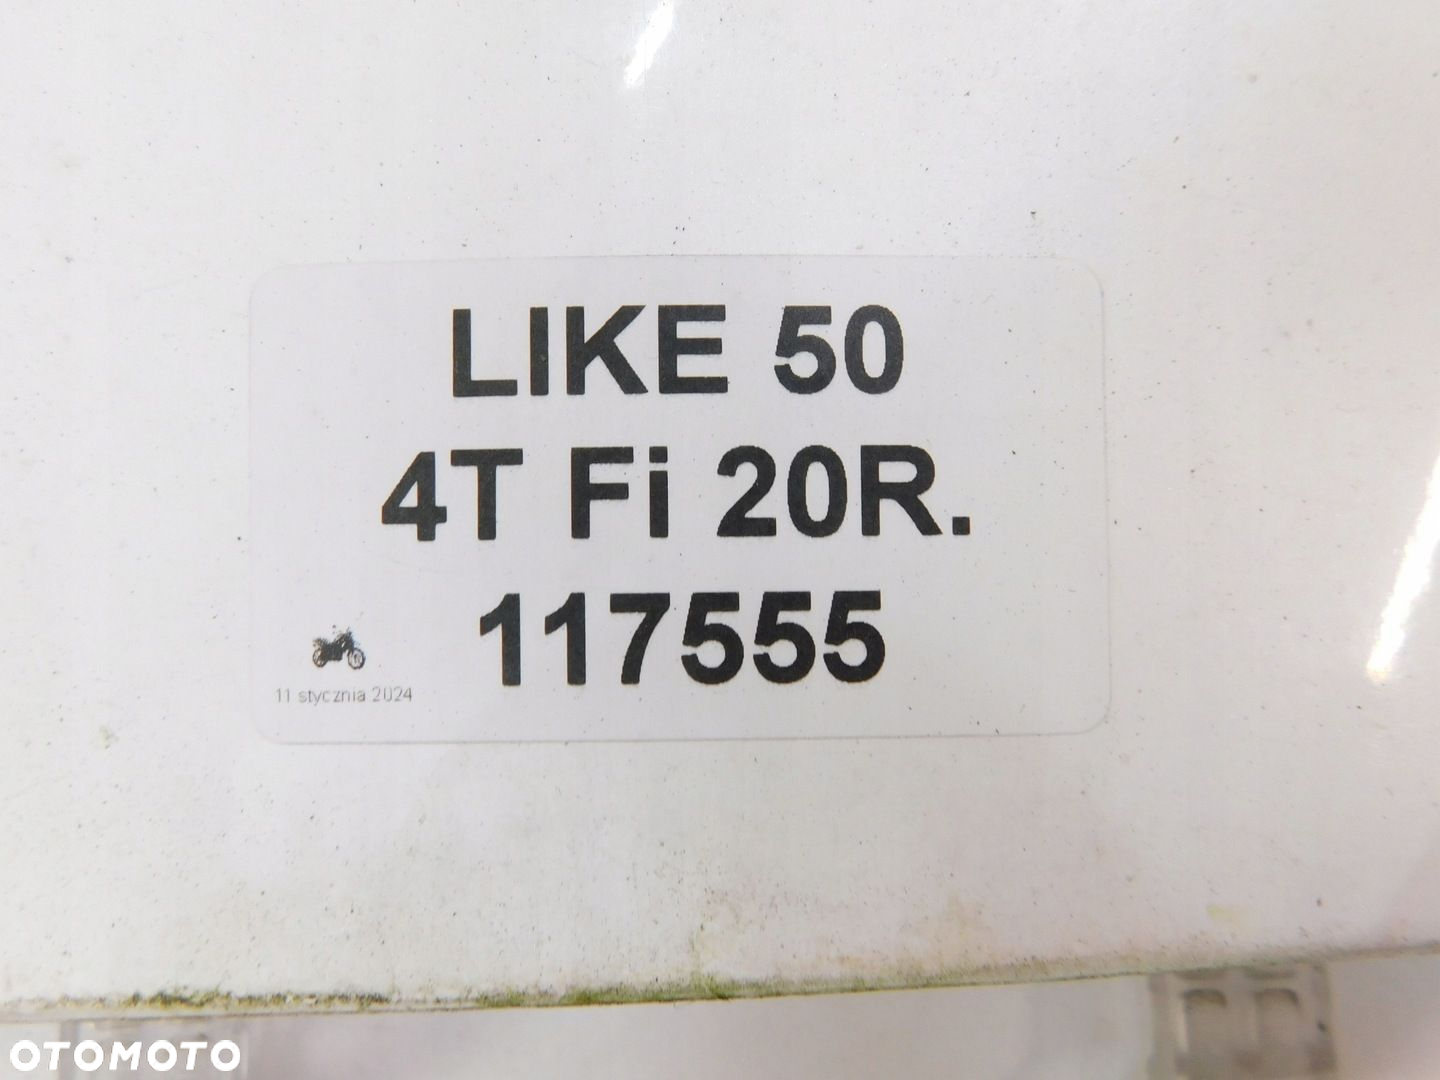 LIKE 50
4T Fi 20R.
117555
11 stycznia 2024
OTOMOTO